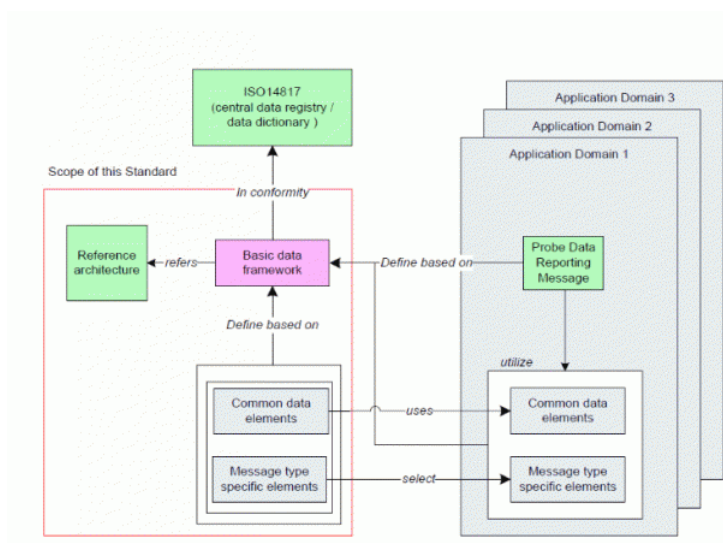 ISO14817
(central data registry /
data dictionary )
Application Domain 3
Application Domain 2
Application Domain 1
Scope of this Standard
In conformity
Reference
architecture
refers
Basic data
framework
Define based on
Probe Data
Reporting
Message
Define based on
utilize
Common data
elements
uses
Common data
elements
Message type
specific elements
select
Message type
specific elements